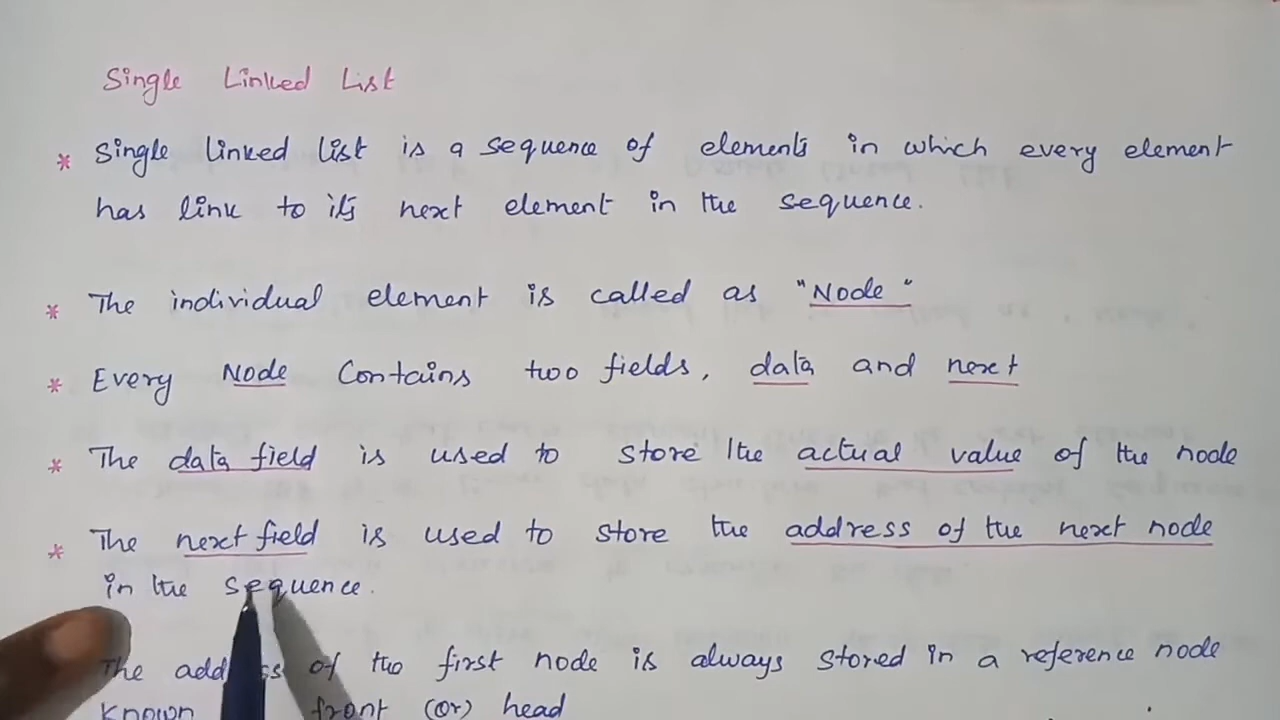 Single Linked List
* Single linked list is a sequence of elements in which every element
has link to its next element in the sequence.
* The individual element is called as "Node"
* Every Node Contains two fields, data and next
* The data field is used to store the actual value of the node
* The next field is used to store the address of the next node
in the sequence.
The of the first node is always stored in a reference node
known front (or) head